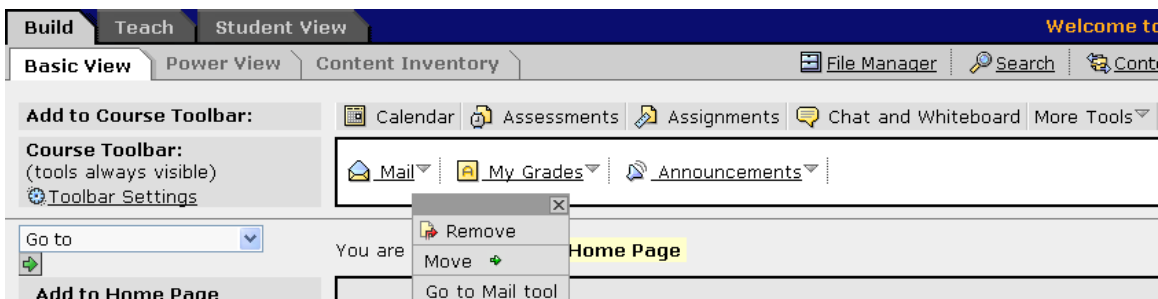 Build Teach Student View Welcome to
Basic View Power View Content Inventory File Manager Search
Add to Course Toolbar: Calendar Assessments Assignments Chat and Whiteboard More Tools
Course Toolbar:
(tools always visible) Mail My Grades Announcements
Toolbar Settings
Remove
Go to You are Home Page
Move
Add to Home Page Go to Mail tool